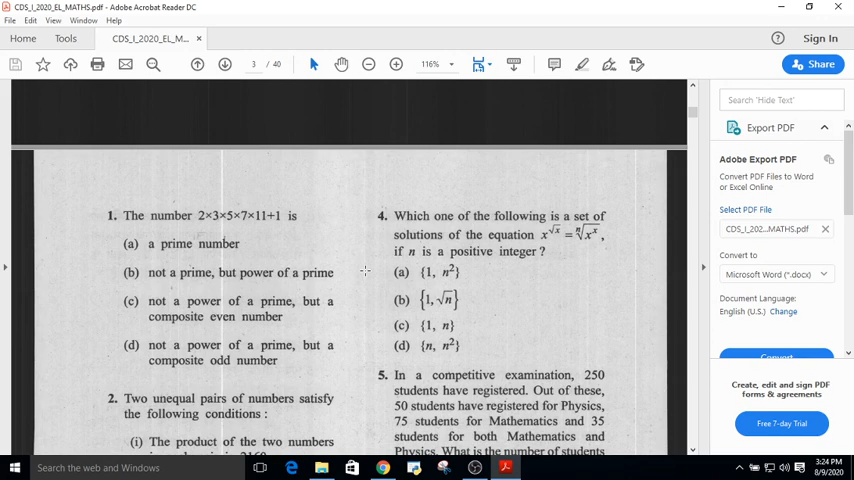 CDS_I_2020_EL_MATHS.pdf - Adobe Acrobat Reader DC
File Edit View Window Help
Home Tools CDS_I_2020_EL_M... × Sign In
3 / 40 116% Share
1. The number 2×3×5×7×11+1 is
(a) a prime number
(b) not a prime, but power of a prime
(c) not a power of a prime, but a
composite even number
(d) not a power of a prime, but a
composite odd number
2. Two unequal pairs of numbers satisfy
the following conditions :
(i) The product of the two numbers
4. Which one of the following is a set of
solutions of the equation x^√x = ⁿ√(x^x),
if n is a positive integer ?
(a) {1, n²}
(b) {1, √n}
(c) {1, n}
(d) {n, n²}
5. In a competitive examination, 250
students have registered. Out of these,
50 students have registered for Physics,
75 students for Mathematics and 35
students for both Mathematics and
Physics. What is the number of students
Search 'Hide Text'
Export PDF
Adobe Export PDF
Convert PDF Files to Word
or Excel Online
Select PDF File
CDS_I_202...MATHS.pdf
Convert to
Microsoft Word (*.docx)
Document Language:
English (U.S.) Change
Convert
Create, edit and sign PDF
forms & agreements
Free 7-day Trial
Search the web and Windows
3:24 PM
8/9/2020